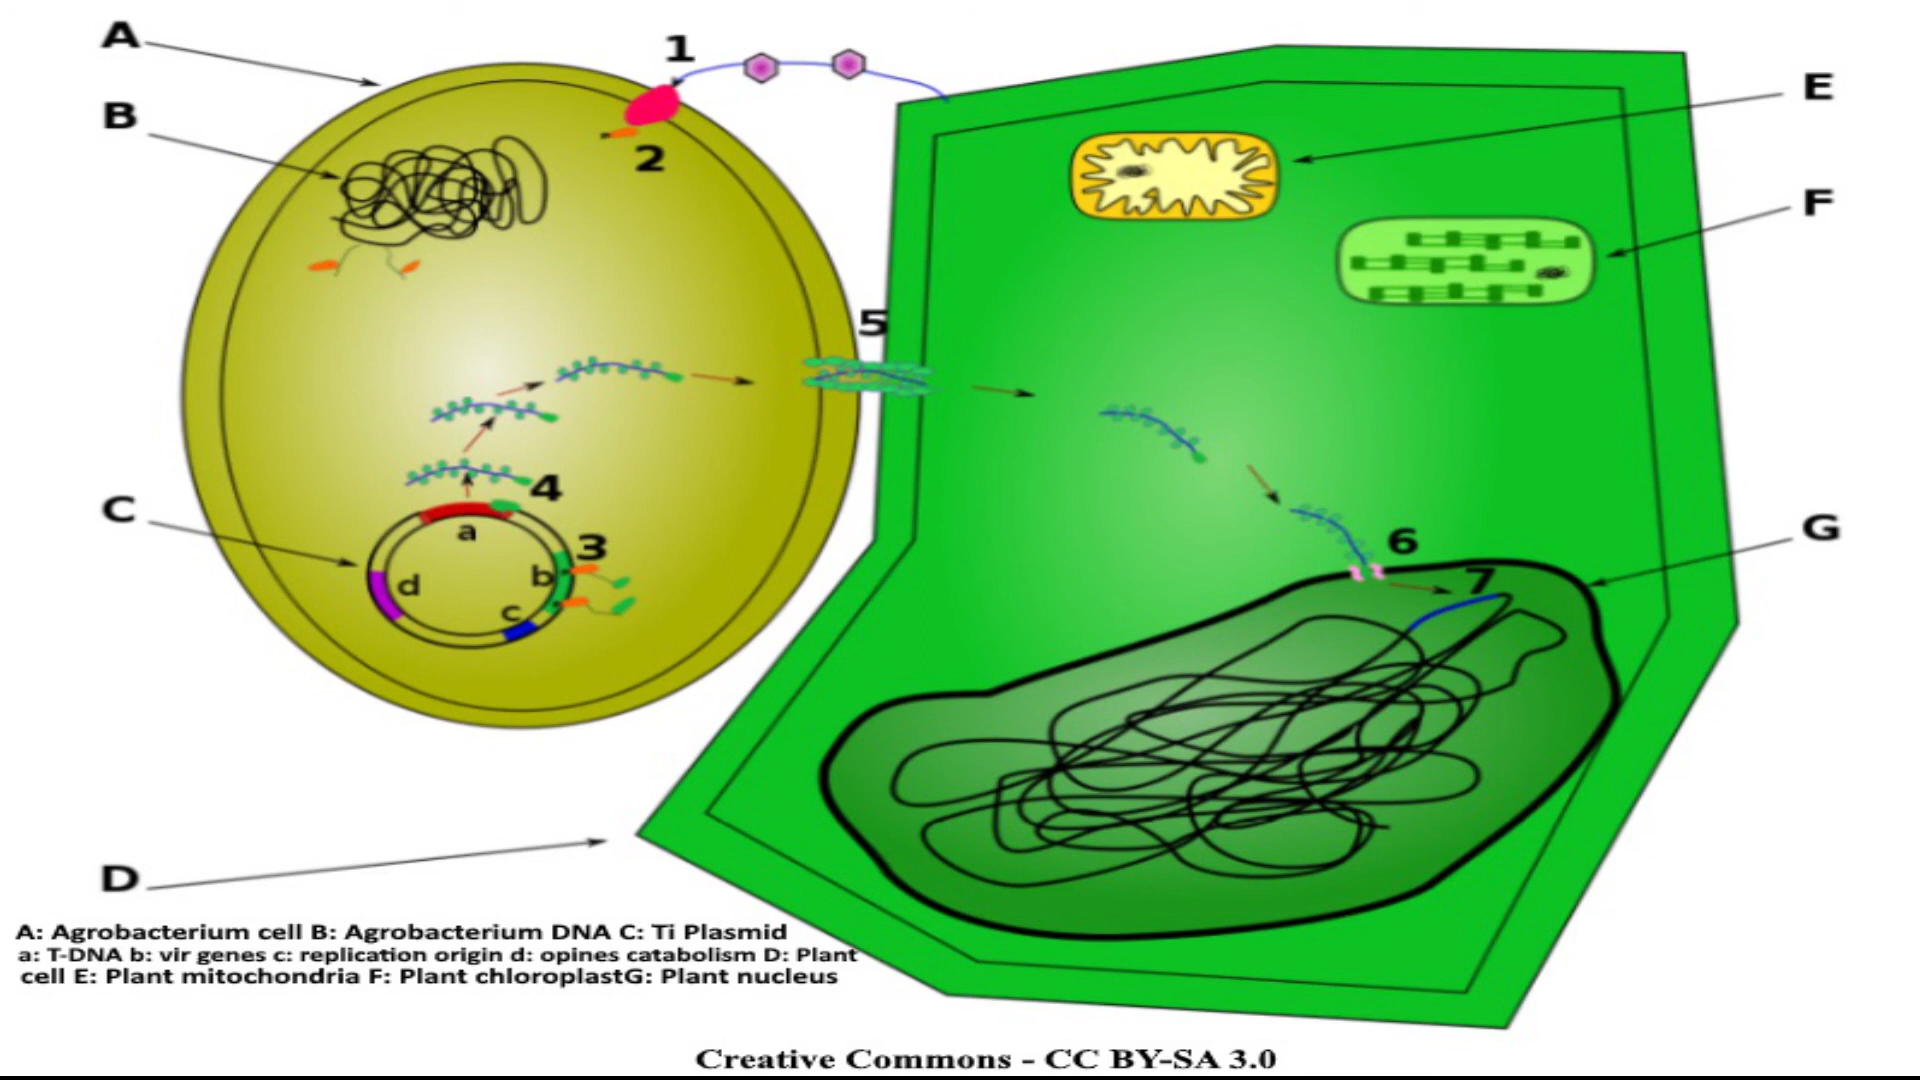 A
1
E
B
2
F
5
4
C
a
3
b
d
c
6
G
7
D
A: Agrobacterium cell B: Agrobacterium DNA C: Ti Plasmid
a: T-DNA b: vir genes c: replication origin d: opines catabolism D: Plant
cell E: Plant mitochondria F: Plant chloroplastG: Plant nucleus
Creative Commons - CC BY-SA 3.0